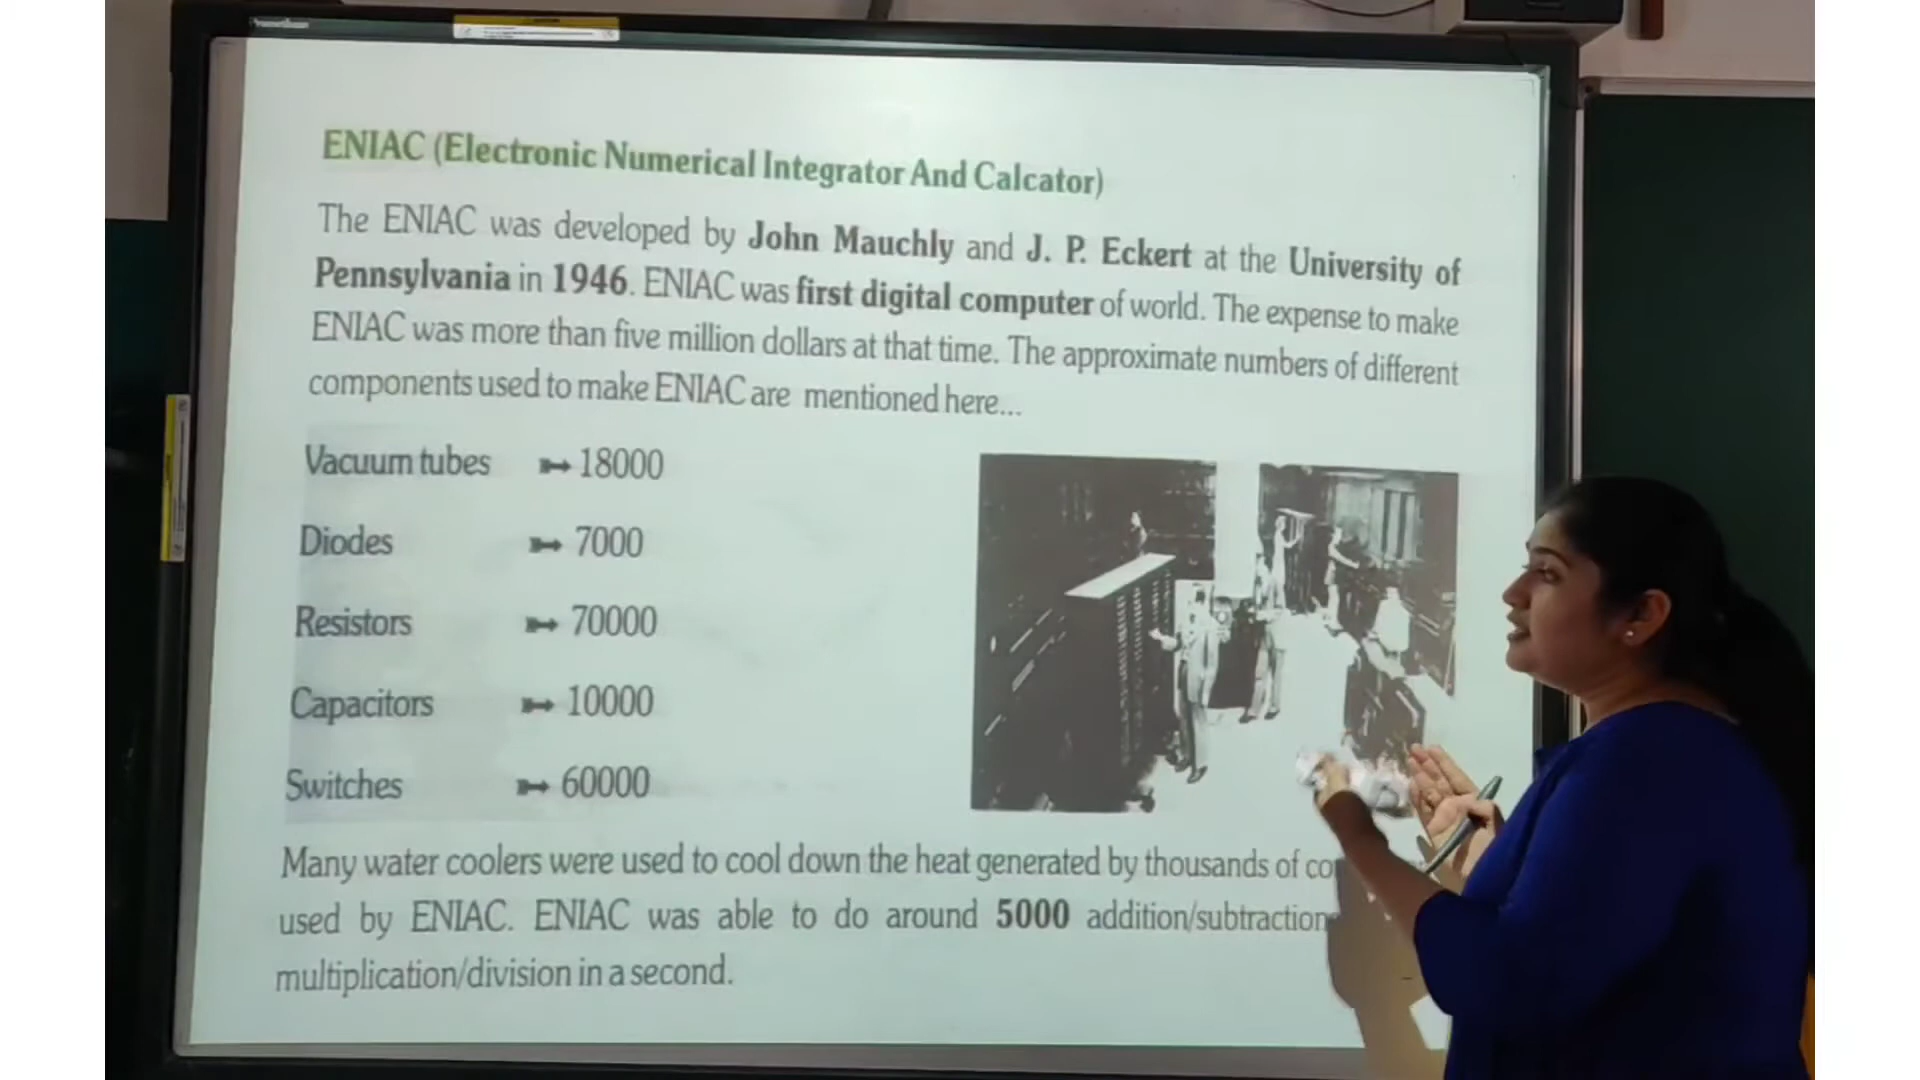 Promethean
ENIAC (Electronic Numerical Integrator And Calcator)
The ENIAC was developed by John Mauchly and J. P. Eckert at the University of
Pennsylvania in 1946. ENIAC was first digital computer of world. The expense to make
ENIAC was more than five million dollars at that time. The approximate numbers of different
components used to make ENIAC are mentioned here...
Vacuum tubes ➸ 18000
Diodes ➸ 7000
Resistors ➸ 70000
Capacitors ➸ 10000
Switches ➸ 60000
Many water coolers were used to cool down the heat generated by thousands of
used by ENIAC. ENIAC was able to do around 5000 addition/subtraction
multiplication/division in a second.